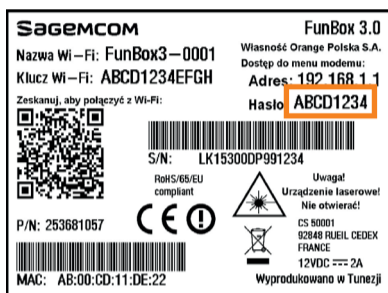 SAGEMCOM
FunBox 3.0
Własność Orange Polska S.A.
Nazwa Wi-Fi: FunBox3-0001
Dostęp do menu modemu:
Klucz Wi-Fi: ABCD1234EFGH
Adres: 192.168.1.1
Zeskanuj, aby połączyć z Wi-Fi:
Hasło: ABCD1234
S/N: LK15300DP991234
RoHS/65/EU
compliant
Uwaga!
Urządzenie laserowe!
Nie otwierać!
P/N: 253681057
CE
CS 50001
92848 RUEIL CEDEX
FRANCE
12VDC ⎓ 2A
MAC: AB:00:CD:11:DE:22
Wyprodukowano w Tunezji